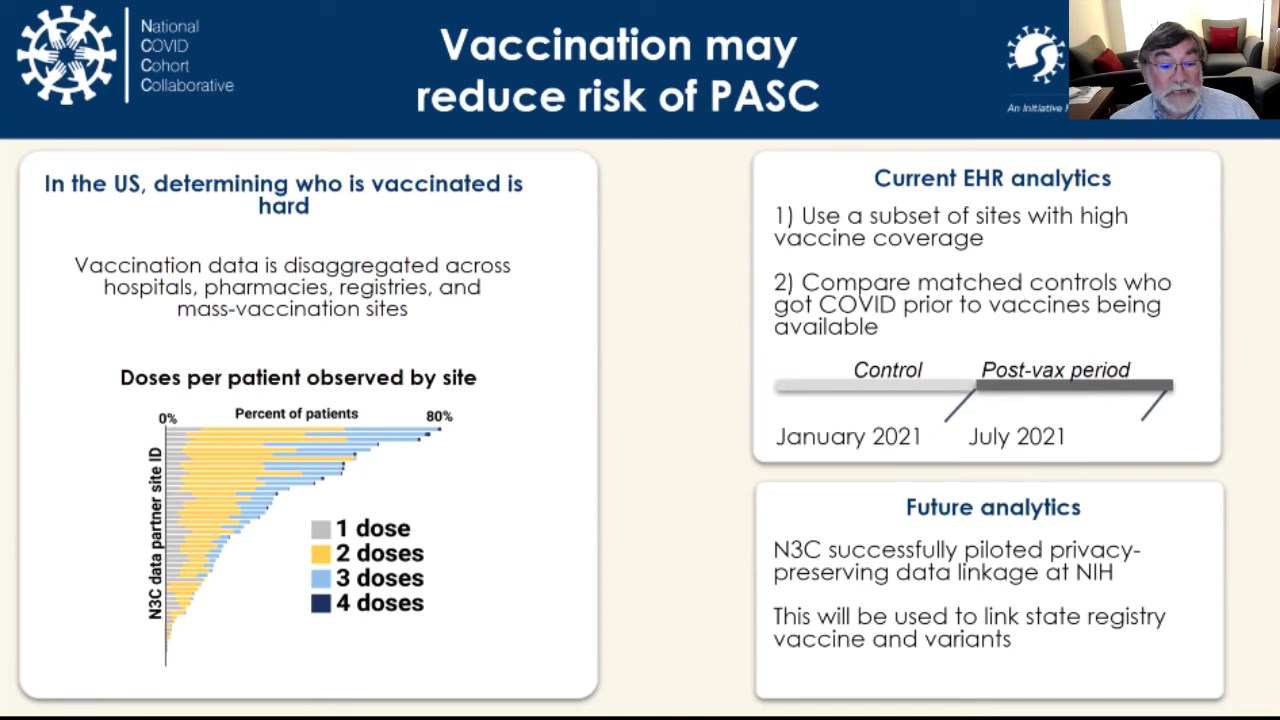 National
COVID
Cohort
Collaborative
Vaccination may
reduce risk of PASC
An Initiative
In the US, determining who is vaccinated is
hard
Vaccination data is disaggregated across
hospitals, pharmacies, registries, and
mass-vaccination sites
Doses per patient observed by site
0%
Percent of patients
80%
N3C data partner site ID
1 dose
2 doses
3 doses
4 doses
Current EHR analytics
1) Use a subset of sites with high
vaccine coverage
2) Compare matched controls who
got COVID prior to vaccines being
available
Control
Post-vax period
January 2021
July 2021
Future analytics
N3C successfully piloted privacy-
preserving data linkage at NIH
This will be used to link state registry
vaccine and variants